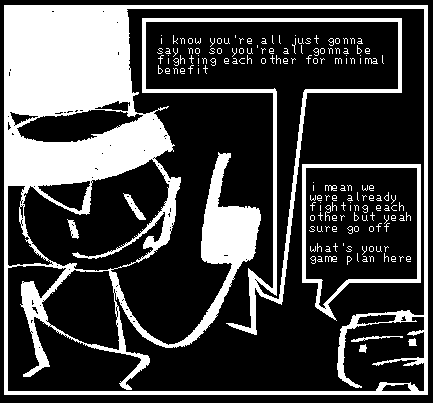 i know you're all just gonna
say no so you're all gonna be
fighting each other for minimal
benefit
i mean we
were already
fighting each
other but yeah
sure go off
what's your
game plan here